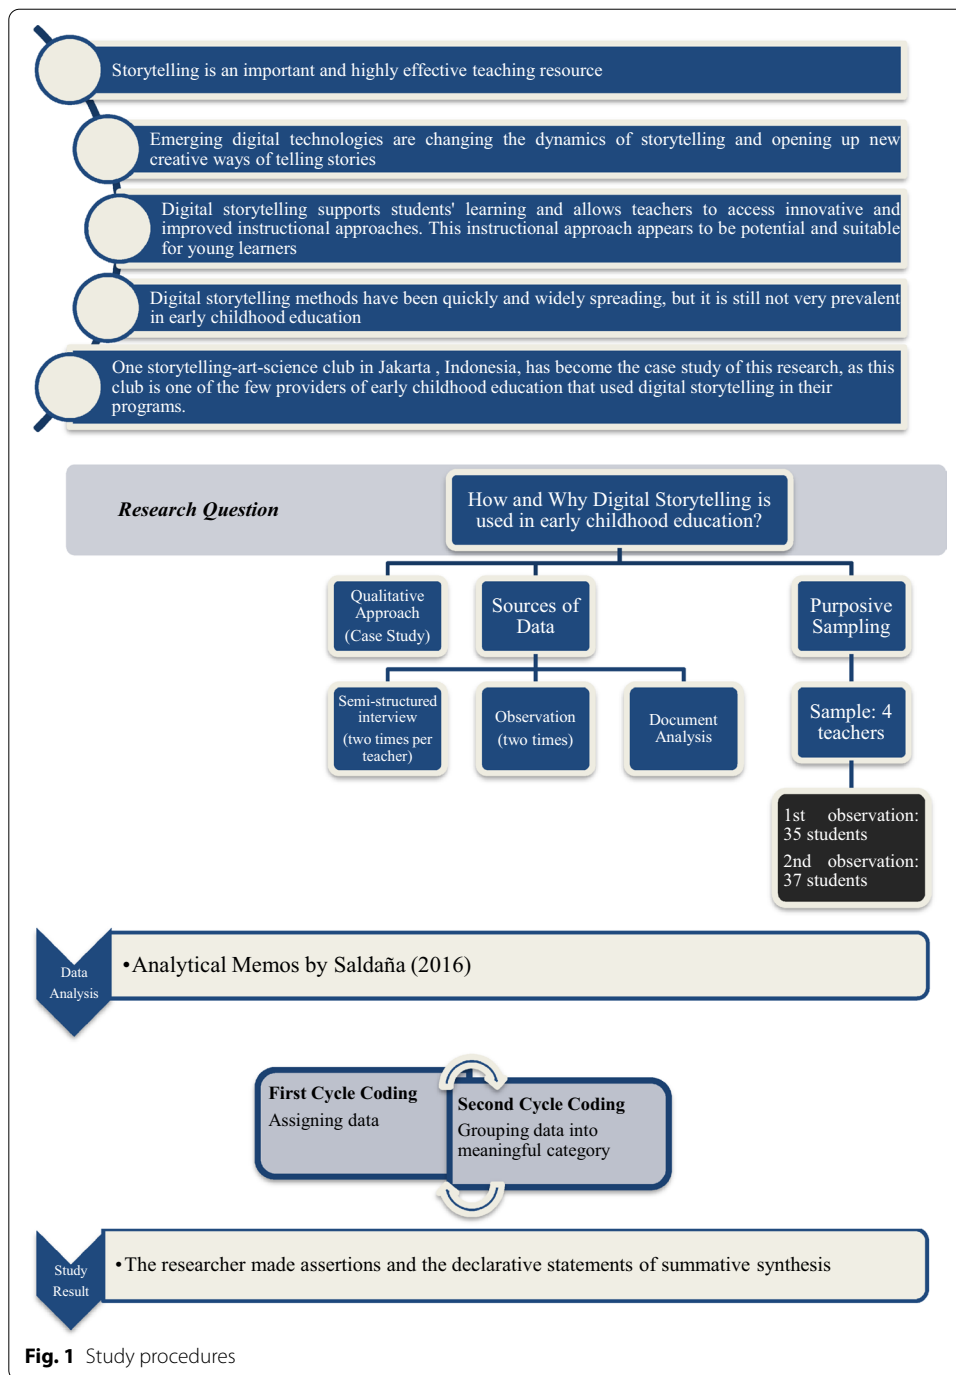 Storytelling is an important and highly effective teaching resource
Emerging digital technologies are changing the dynamics of storytelling and opening up new
creative ways of telling stories
Digital storytelling supports students' learning and allows teachers to access innovative and
improved instructional approaches. This instructional approach appears to be potential and suitable
for young learners
Digital storytelling methods have been quickly and widely spreading, but it is still not very prevalent
in early childhood education
One storytelling-art-science club in Jakarta , Indonesia, has become the case study of this research, as this
club is one of the few providers of early childhood education that used digital storytelling in their
programs.
Research Question
How and Why Digital Storytelling is
used in early childhood education?
Qualitative
Approach
(Case Study)
Sources of
Data
Purposive
Sampling
Semi-structured
interview
(two times per
teacher)
Observation
(two times)
Document
Analysis
Sample: 4
teachers
1st observation:
35 students
2nd observation:
37 students
Data
Analysis
•Analytical Memos by Saldaña (2016)
First Cycle Coding
Assigning data
Second Cycle Coding
Grouping data into
meaningful category
Study
Result
•The researcher made assertions and the declarative statements of summative synthesis
Fig. 1 Study procedures